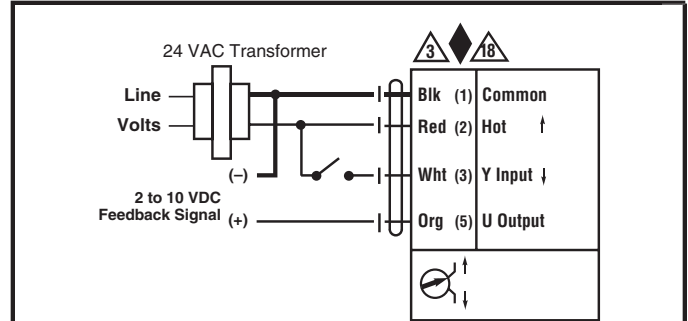 24 VAC Transformer
3 18
Line
Volts
Blk (1) Common
Red (2) Hot ↑
(–)
Wht (3) Y Input ↓
2 to 10 VDC
Feedback Signal (+)
Org (5) U Output